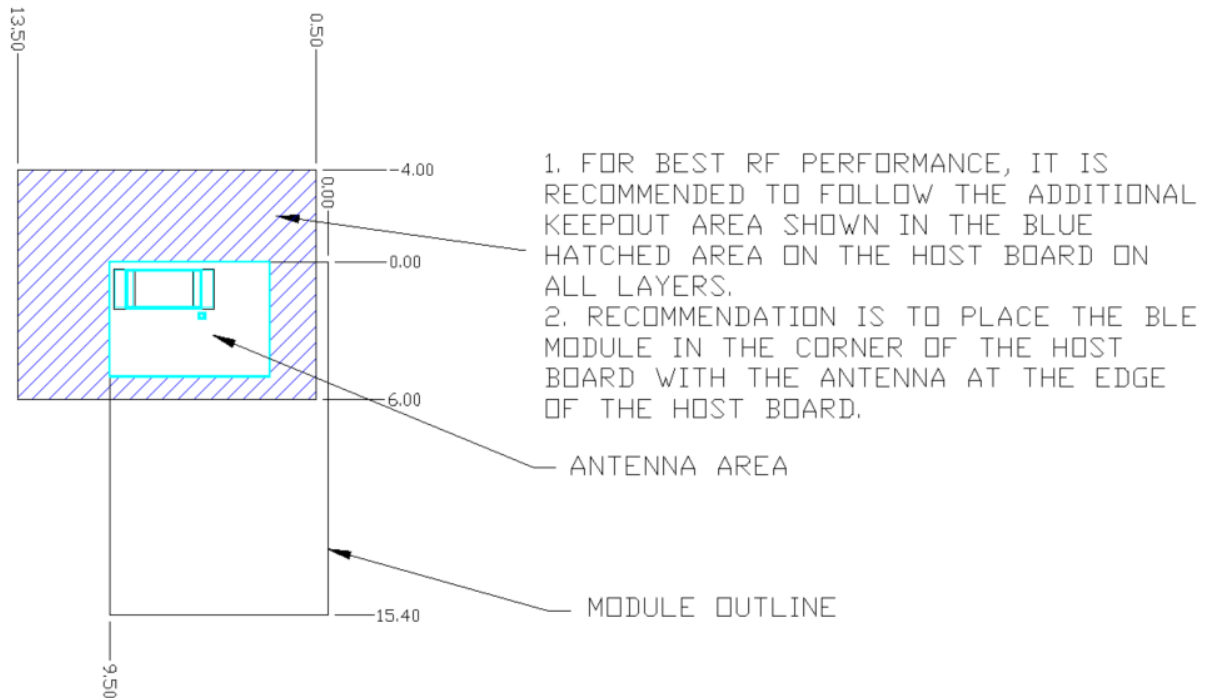 13.50
0.50
-4.00
0.00
0.00
1. FOR BEST RF PERFORMANCE, IT IS
RECOMMENDED TO FOLLOW THE ADDITIONAL
KEEPOUT AREA SHOWN IN THE BLUE
HATCHED AREA ON THE HOST BOARD ON
ALL LAYERS.
2. RECOMMENDATION IS TO PLACE THE BLE
MODULE IN THE CORNER OF THE HOST
BOARD WITH THE ANTENNA AT THE EDGE
OF THE HOST BOARD.
6.00
ANTENNA AREA
MODULE OUTLINE
15.40
9.50